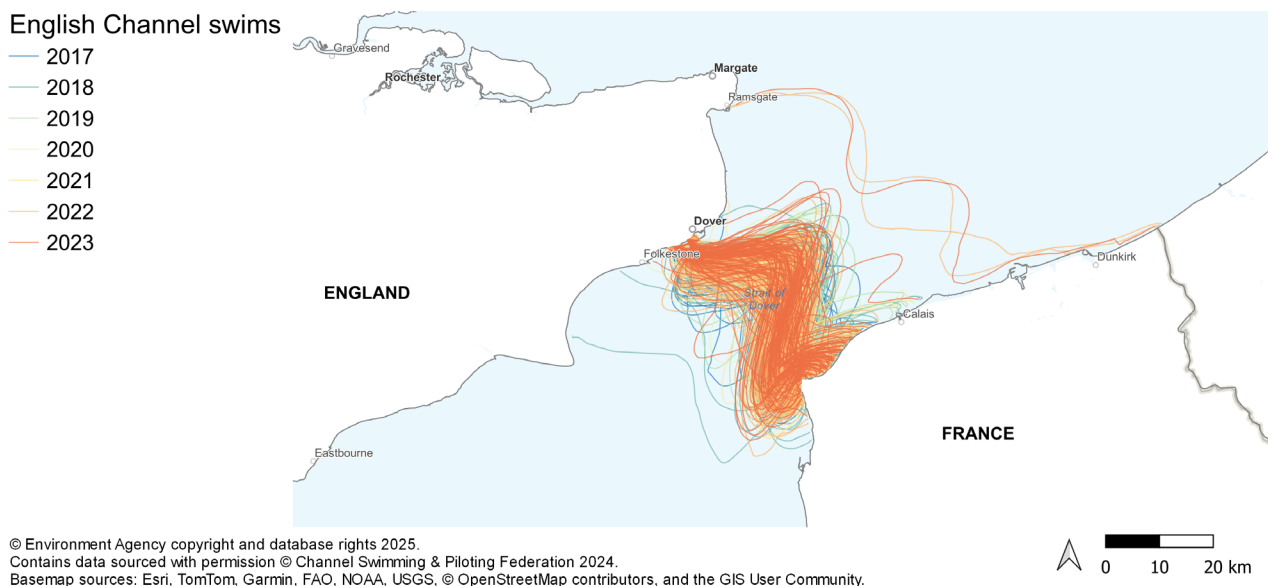 English Channel swims
2017
2018
2019
2020
2021
2022
2023
Gravesend
Rochester
Margate
Ramsgate
Dover
Folkestone
Strait of
Dover
ENGLAND
Dunkirk
Calais
FRANCE
Eastbourne
0 10 20 km
© Environment Agency copyright and database rights 2025.
Contains data sourced with permission © Channel Swimming & Piloting Federation 2024.
Basemap sources: Esri, TomTom, Garmin, FAO, NOAA, USGS, © OpenStreetMap contributors, and the GIS User Community.